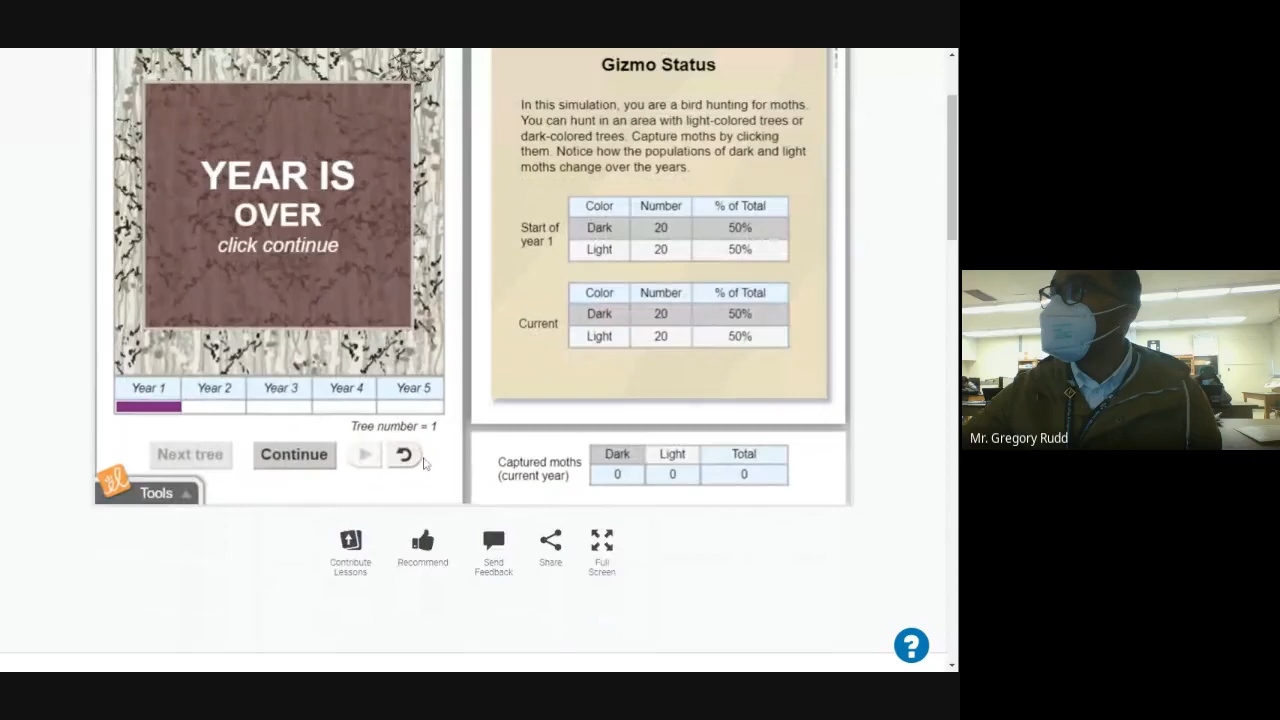 YEAR IS
OVER
click continue
Year 1 Year 2 Year 3 Year 4 Year 5
Tree number = 1
Next tree Continue
Tools
Gizmo Status
In this simulation, you are a bird hunting for moths.
You can hunt in an area with light-colored trees or
dark-colored trees. Capture moths by clicking
them. Notice how the populations of dark and light
moths change over the years.
Start of
year 1
Color Number % of Total
Dark 20 50%
Light 20 50%
Current
Color Number % of Total
Dark 20 50%
Light 20 50%
Captured moths
(current year)
Dark Light Total
0 0 0
Contribute
Lessons
Recommend
Send
Feedback
Share
Full
Screen
?
Mr. Gregory Rudd